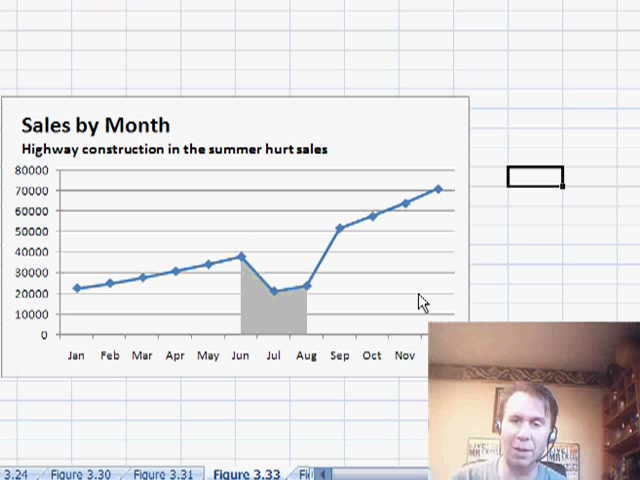 Sales by Month
Highway construction in the summer hurt sales
80000
70000
60000
50000
40000
30000
20000
10000
0
Jan Feb Mar Apr May Jun Jul Aug Sep Oct Nov
3.24 Figure 3.30 Figure 3.31 Figure 3.33